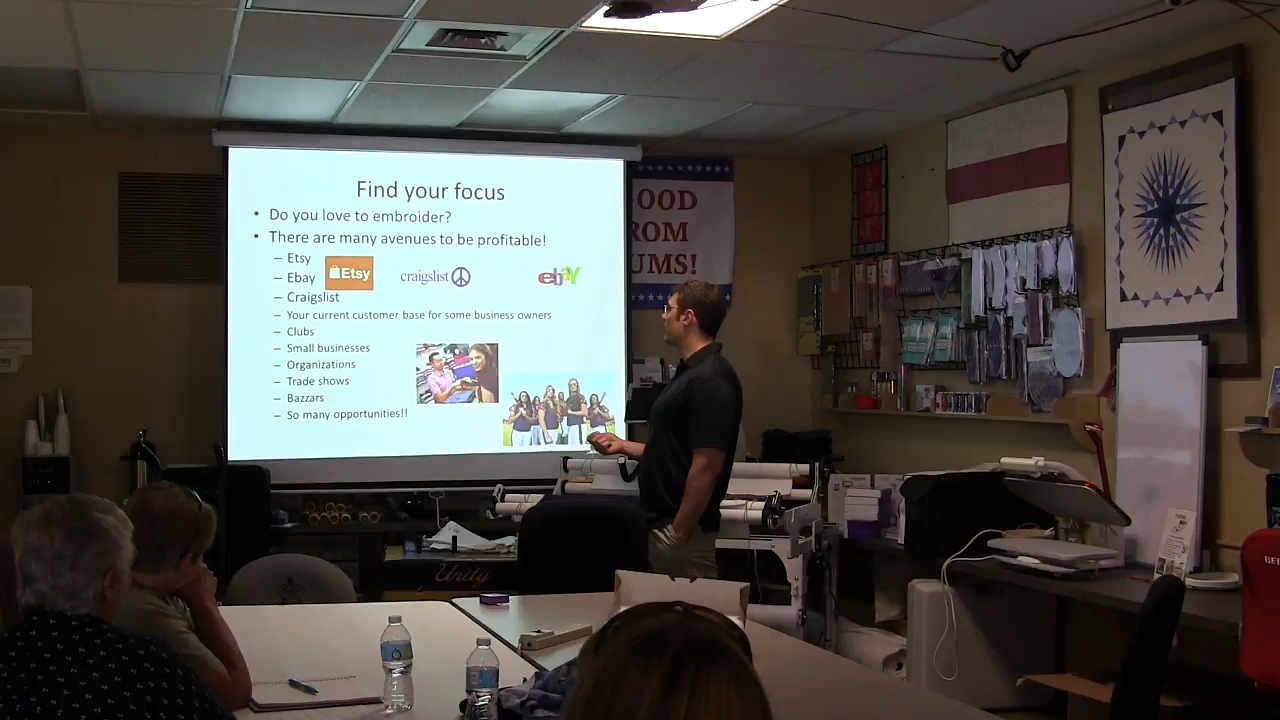 Find your focus
• Do you love to embroider?
• There are many avenues to be profitable!
– Etsy
– Ebay
Etsy
craigslist
ebay
– Craigslist
– Your current customer base for some business owners
– Clubs
– Small businesses
– Organizations
– Trade shows
– Bazzars
– So many opportunities!!
OOD
ROM
UMS!
Unity